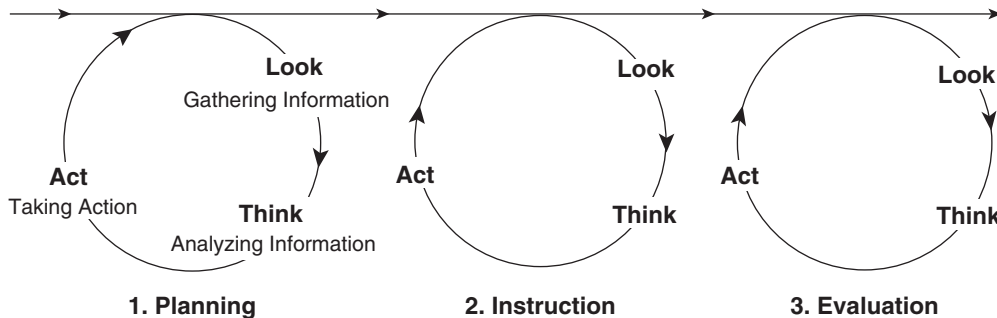 Look
Gathering Information
Act
Taking Action
Think
Analyzing Information
1. Planning
Look
Act
Think
2. Instruction
Look
Act
Think
3. Evaluation